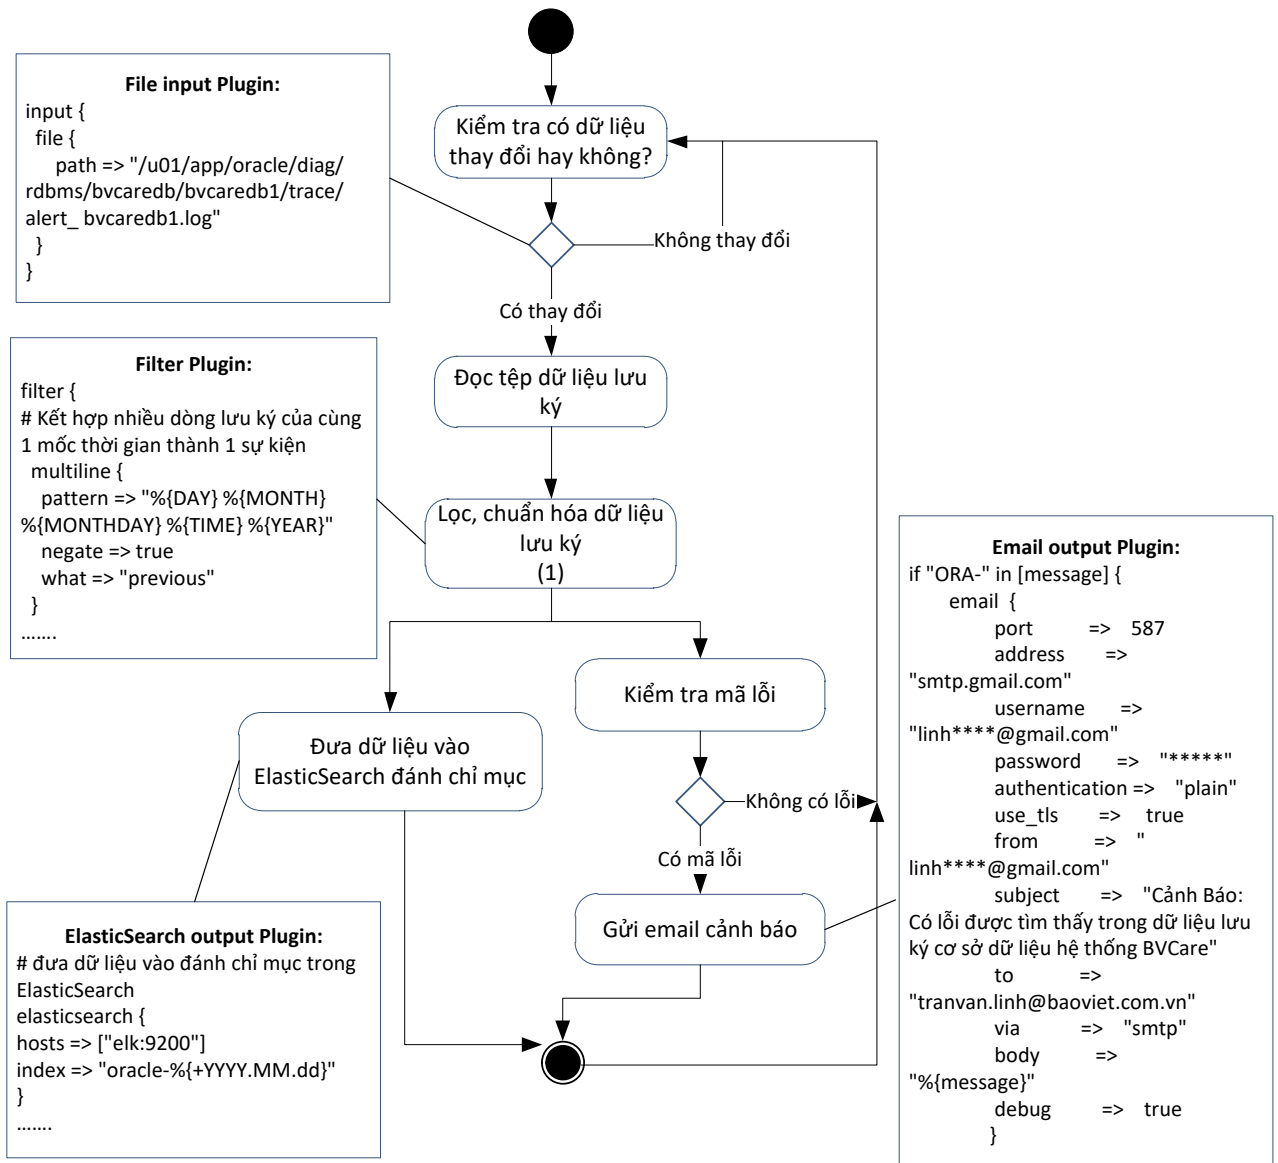 File input Plugin:
input {
file {
path => "/u01/app/oracle/diag/
rdbms/bvcaredb/bvcaredb1/trace/
alert_ bvcaredb1.log"
}
}
Kiểm tra có dữ liệu
thay đổi hay không?
Không thay đổi
Có thay đổi
Filter Plugin:
filter {
# Kết hợp nhiều dòng lưu ký của cùng
1 mốc thời gian thành 1 sự kiện
multiline {
pattern => "%{DAY} %{MONTH}
%{MONTHDAY} %{TIME} %{YEAR}"
negate => true
what => "previous"
}
…….
Đọc tệp dữ liệu lưu
ký
Lọc, chuẩn hóa dữ liệu
lưu ký
(1)
Kiểm tra mã lỗi
Đưa dữ liệu vào
ElasticSearch đánh chỉ mục
Không có lỗi
Có mã lỗi
Gửi email cảnh báo
ElasticSearch output Plugin:
# đưa dữ liệu vào đánh chỉ mục trong
ElasticSearch
elasticsearch {
hosts => ["elk:9200"]
index => "oracle-%{+YYYY.MM.dd}"
}
…….
Email output Plugin:
if "ORA-" in [message] {
email {
port => 587
address =>
"smtp.gmail.com"
username =>
"linh****@gmail.com"
password => "*****"
authentication => "plain"
use_tls => true
from => "
linh****@gmail.com"
subject => "Cảnh Báo:
Có lỗi được tìm thấy trong dữ liệu lưu
ký cơ sở dữ liệu hệ thống BVCare"
to =>
"tranvan.linh@baoviet.com.vn"
via => "smtp"
body =>
"%{message}"
debug => true
}